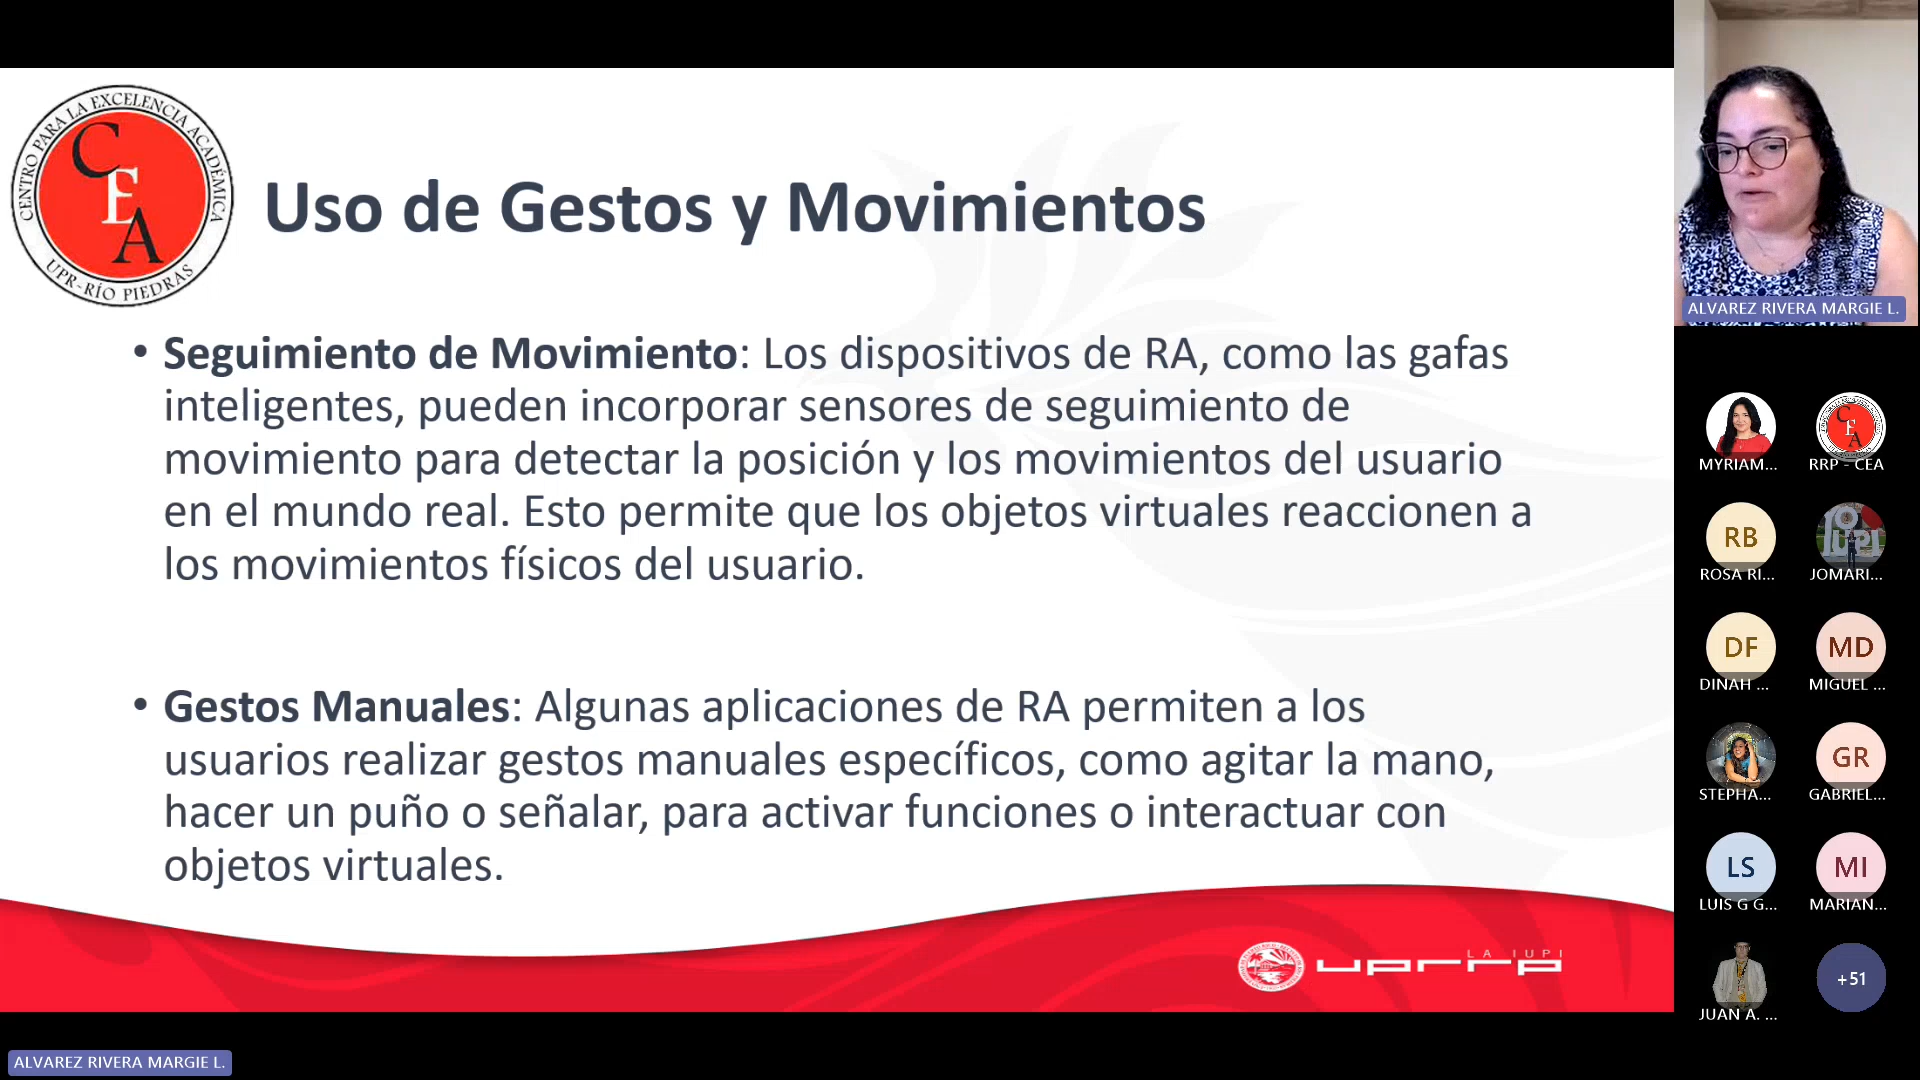 CENTRO PARA LA EXCELENCIA ACADÉMICA
CEA
UPR-RÍO PIEDRAS
Uso de Gestos y Movimientos
• Seguimiento de Movimiento: Los dispositivos de RA, como las gafas
inteligentes, pueden incorporar sensores de seguimiento de
movimiento para detectar la posición y los movimientos del usuario
en el mundo real. Esto permite que los objetos virtuales reaccionen a
los movimientos físicos del usuario.
• Gestos Manuales: Algunas aplicaciones de RA permiten a los
usuarios realizar gestos manuales específicos, como agitar la mano,
hacer un puño o señalar, para activar funciones o interactuar con
objetos virtuales.
LA IUPI
uprrp
ALVAREZ RIVERA MARGIE L.
MYRIAM...
CEA
RRP - CEA
RB
ROSA RI...
IUPI
JOMARI...
DF
DINAH ...
MD
MIGUEL ...
STEPHA...
GR
GABRIEL...
LS
LUIS G G...
MI
MARIAN...
JUAN A. ...
+51
ALVAREZ RIVERA MARGIE L.